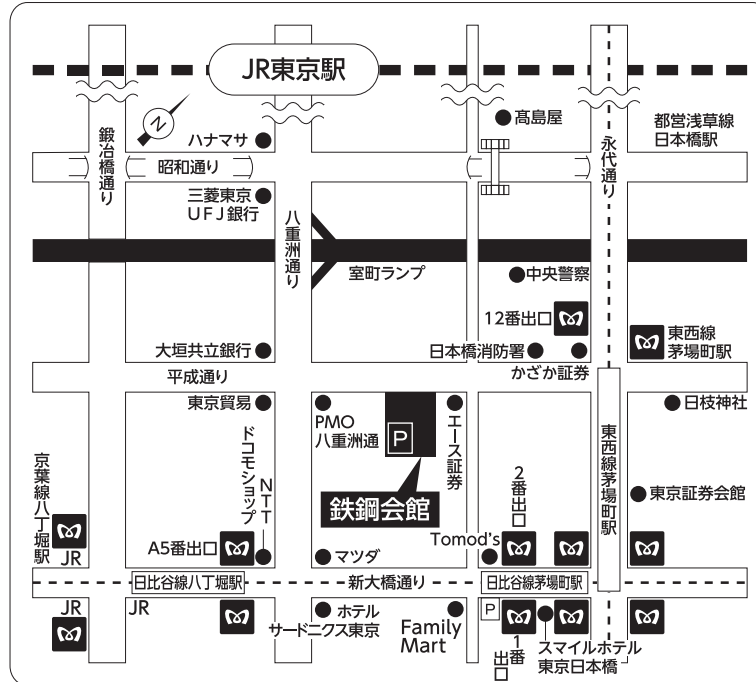 JR東京駅
N
鍛冶橋通り
ハナマサ
昭和通り
三菱東京
UFJ銀行
八重洲通り
髙島屋
永代通り
都営浅草線
日本橋駅
室町ランプ
中央警察
12番出口
東西線
茅場町駅
大垣共立銀行
日本橋消防署
かざか証券
平成通り
東京貿易
PMO
八重洲通
P
エース証券
日枝神社
鉄鋼会館
ドコモショップ
NTT
京葉線八丁堀駅
東西線茅場町駅
2番出口
東京証券会館
JR
A5番出口
マツダ
Tomod's
日比谷線八丁堀駅
新大橋通り
日比谷線茅場町駅
JR
JR
ホテル
サードニクス東京
Family
Mart
P
1番
出口
スマイルホテル
東京日本橋